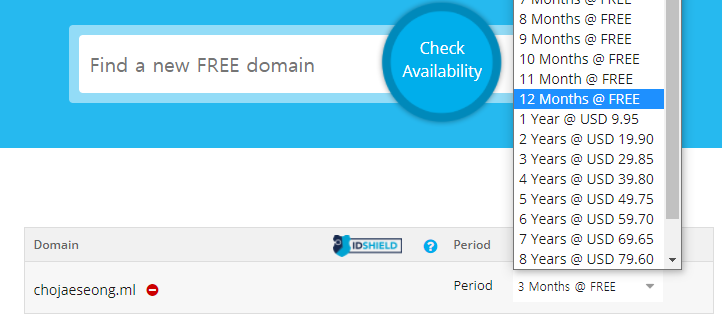 7 Months @ FREE
8 Months @ FREE
9 Months @ FREE
10 Months @ FREE
11 Month @ FREE
12 Months @ FREE
1 Year @ USD 9.95
2 Years @ USD 19.90
3 Years @ USD 29.85
4 Years @ USD 39.80
5 Years @ USD 49.75
6 Years @ USD 59.70
7 Years @ USD 69.65
8 Years @ USD 79.60
Find a new FREE domain
Check
Availability
Domain
IDSHIELD
?
Period
chojaeseong.ml
Period
3 Months @ FREE